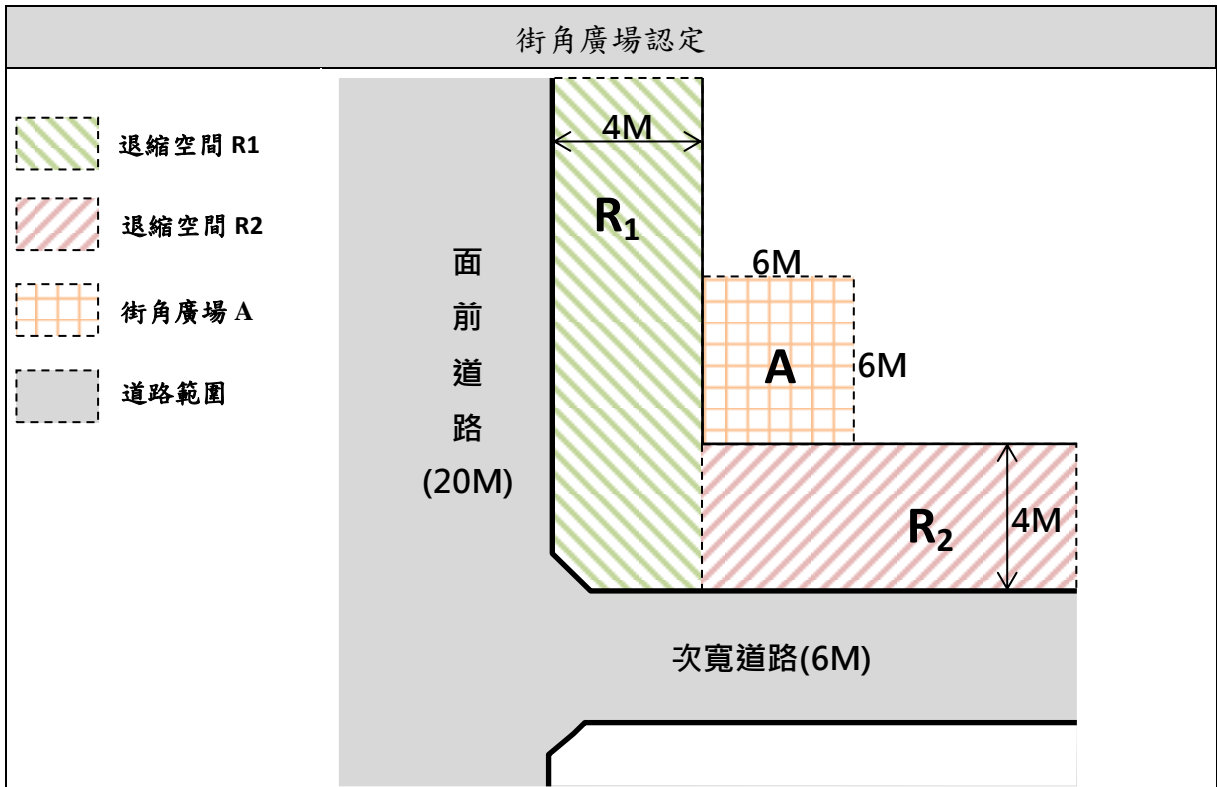 街角廣場認定
退縮空間 R1
退縮空間 R2
街角廣場 A
道路範圍
面
前
道
路
(20M)
4M
R₁
6M
A
6M
R₂
4M
次寬道路(6M)